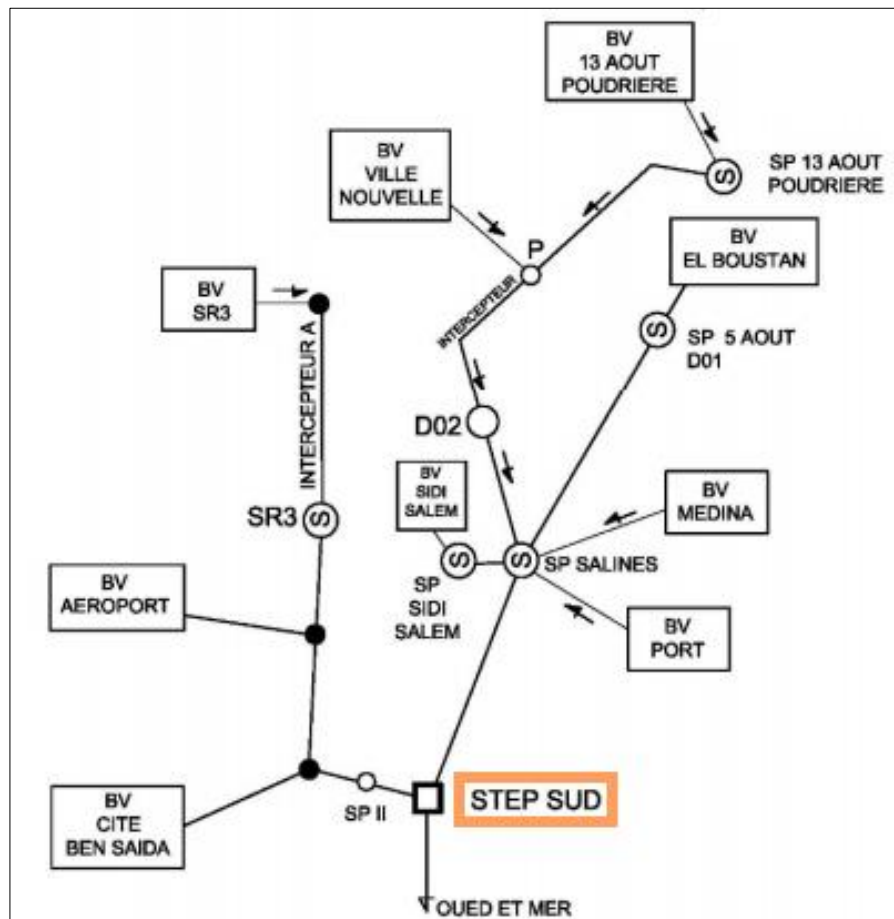 BV
13 AOUT
POUDRIERE
SP 13 AOUT
POUDRIERE
BV
VILLE
NOUVELLE
P
INTERCEPTEUR
BV
EL BOUSTAN
SP 5 AOUT
D01
BV
SR3
INTERCEPTEUR A
D02
BV
SIDI
SALEM
BV
MEDINA
SR3
S
S
S
S
S
SP SALINES
SP
SIDI
SALEM
BV
AEROPORT
BV
PORT
BV
CITE
BEN SAIDA
SP II
STEP SUD
OUED ET MER